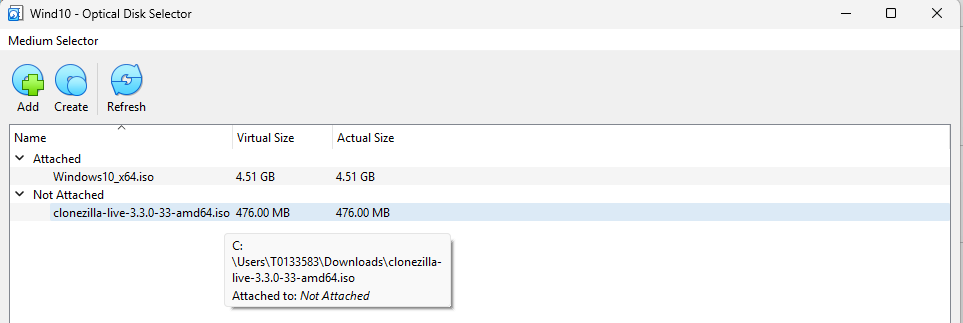 Wind10 - Optical Disk Selector
Medium Selector
Add Create Refresh
Name Virtual Size Actual Size
Attached
Windows10_x64.iso 4.51 GB 4.51 GB
Not Attached
clonezilla-live-3.3.0-33-amd64.iso 476.00 MB 476.00 MB
C:
\Users\T0133583\Downloads\clonezilla-
live-3.3.0-33-amd64.iso
Attached to: Not Attached